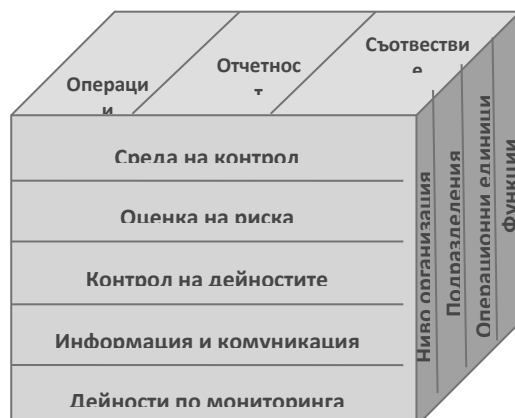 Операци
и
Отчетност
Съотвестви
е
Среда на контрол
Оценка на риска
Контрол на дейностите
Информация и комуникация
Дейности по мониторинга
Ниво организация
Подразделения
Операционни единици
Функции